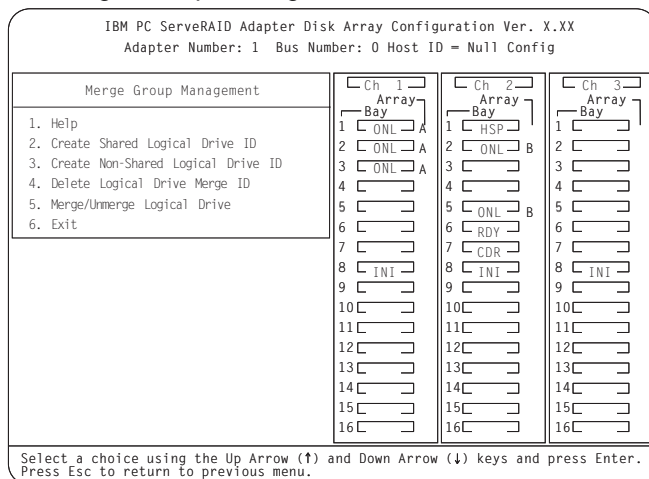 IBM PC ServeRAID Adapter Disk Array Configuration Ver. X.XX
Adapter Number: 1 Bus Number: 0 Host ID = Null Config
Merge Group Management
1. Help
2. Create Shared Logical Drive ID
3. Create Non-Shared Logical Drive ID
4. Delete Logical Drive Merge ID
5. Merge/Unmerge Logical Drive
6. Exit
Ch 1
Array
Bay
1 ONL A
2 ONL A
3 ONL A
4
5
6
7
8 INI
9
10
11
12
13
14
15
16
Ch 2
Array
Bay
1 HSP
2 ONL B
3
4
5 ONL B
6 RDY
7 CDR
8 INI
9
10
11
12
13
14
15
16
Ch 3
Array
Bay
1
2
3
4
5
6
7
8 INI
9
10
11
12
13
14
15
16
Select a choice using the Up Arrow (↑) and Down Arrow (↓) keys and press Enter.
Press Esc to return to previous menu.